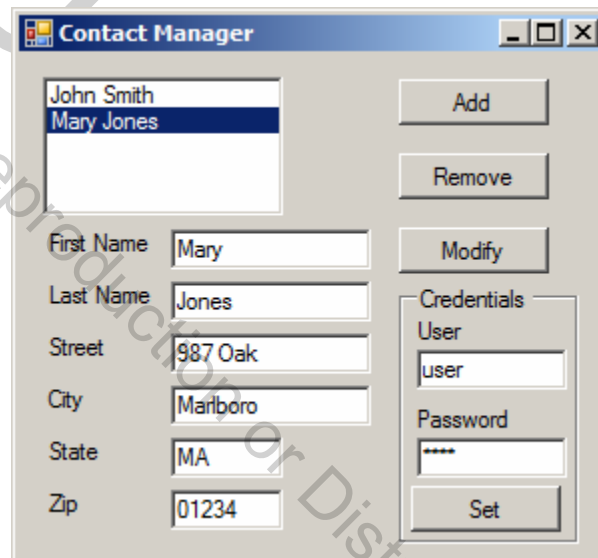 Contact Manager
John Smith
Mary Jones
Add
Remove
Modify
First Name Mary
Last Name Jones
Street 987 Oak
City Marlboro
State MA
Zip 01234
Credentials
User
user
Password
****
Set